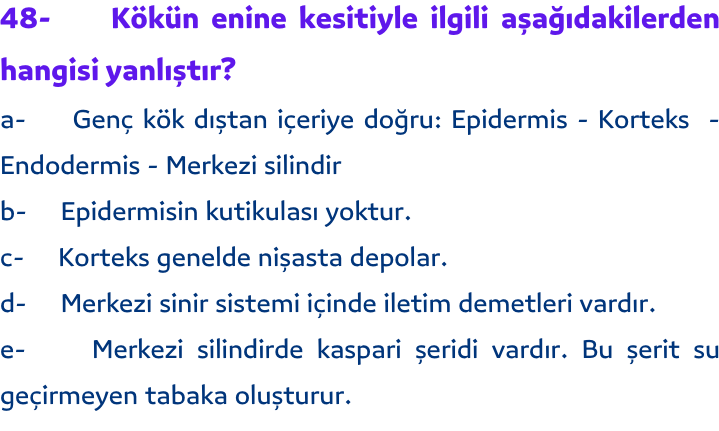 48- Kökün enine kesitiyle ilgili aşağıdakilerden
hangisi yanlıştır?
a- Genç kök dıştan içeriye doğru: Epidermis - Korteks -
Endodermis - Merkezi silindir
b- Epidermisin kutikulası yoktur.
c- Korteks genelde nişasta depolar.
d- Merkezi sinir sistemi içinde iletim demetleri vardır.
e- Merkezi silindirde kaspari şeridi vardır. Bu şerit su
geçirmeyen tabaka oluşturur.